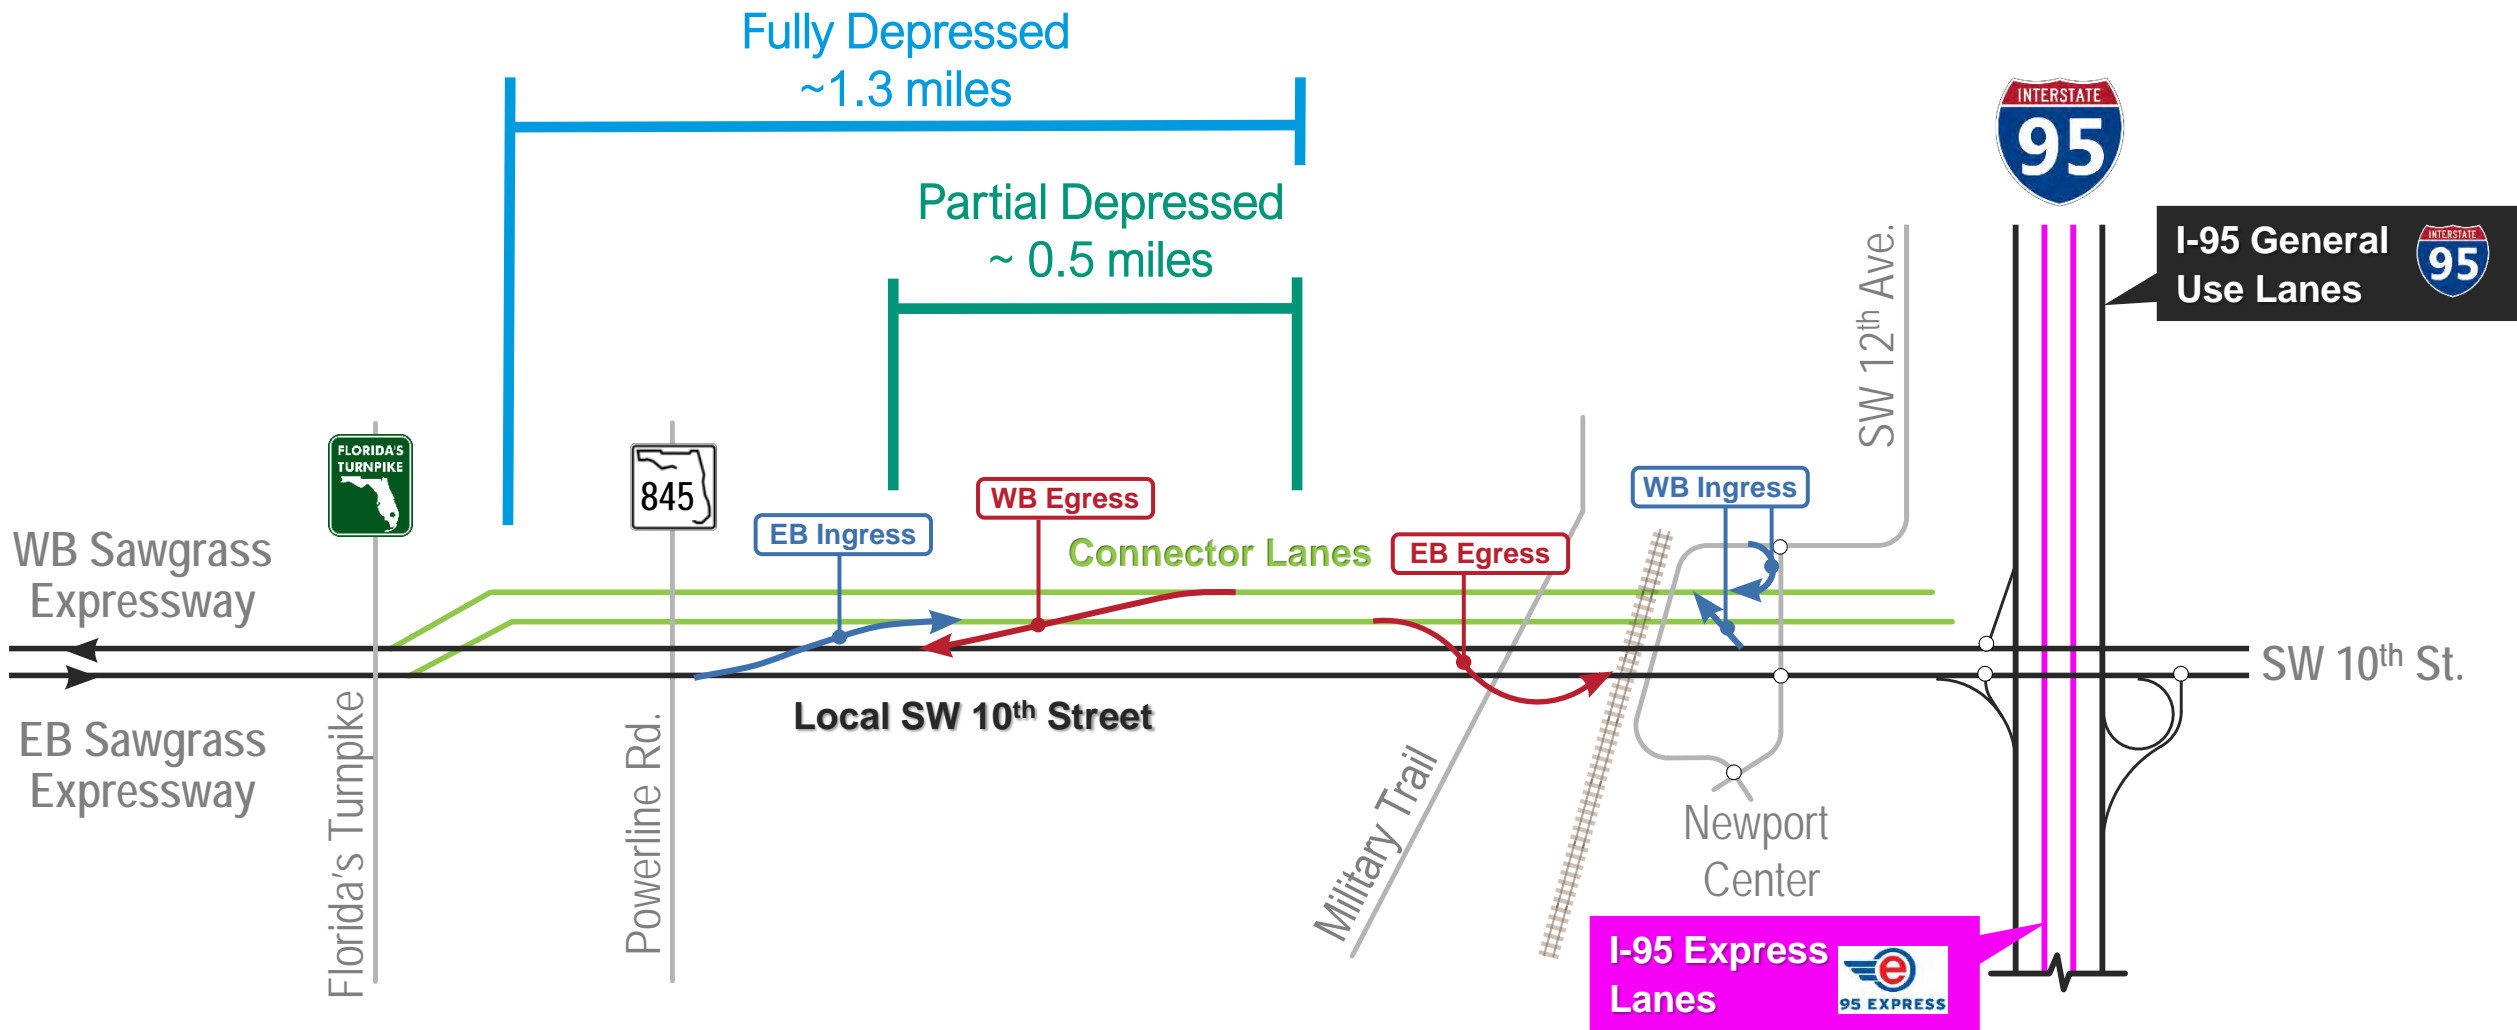 Fully Depressed
~1.3 miles
Partial Depressed
~ 0.5 miles
INTERSTATE
95
I-95 General
Use Lanes
INTERSTATE
95
SW 12th Ave.
FLORIDA'S
TURNPIKE
845
WB Egress
WB Ingress
EB Ingress
Connector Lanes
EB Egress
WB Sawgrass
Expressway
SW 10th St.
Local SW 10th Street
EB Sawgrass
Expressway
Florida's Turnpike
Powerline Rd.
Military Trail
Newport
Center
I-95 Express
Lanes
e
95 EXPRESS